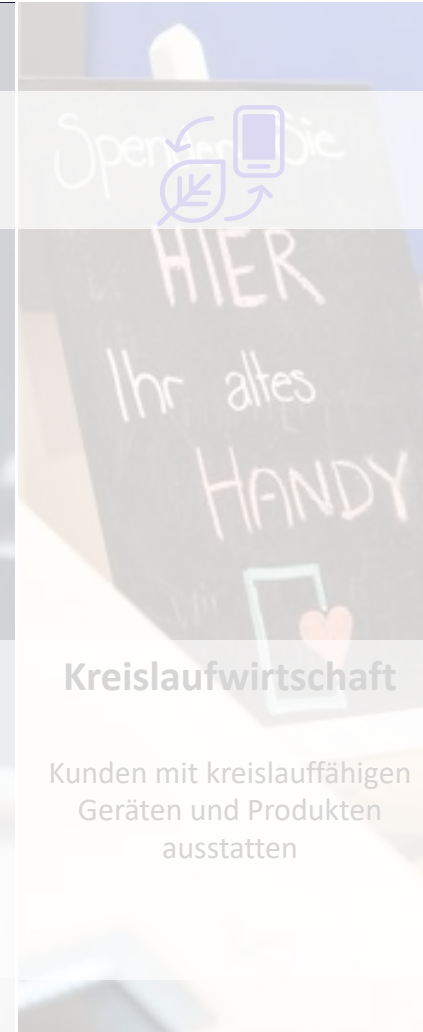 Spenden Sie
HIER
Ihr altes
HANDY
Kreislaufwirtschaft
Kunden mit kreislauffähigen
Geräten und Produkten
ausstatten